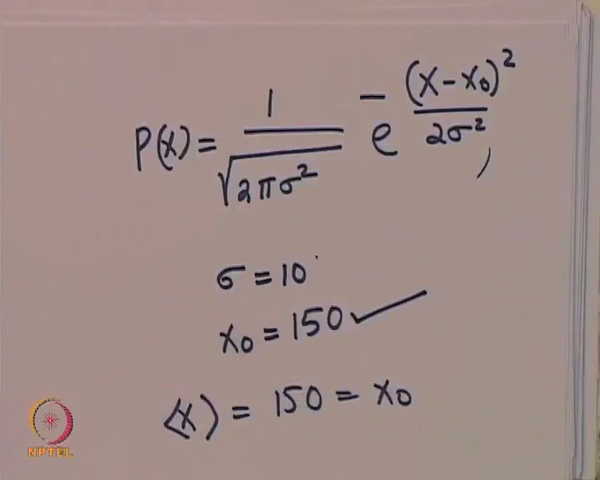 P(x) = 1/√(2πσ²) e^-(x-x₀)²/2σ² ,
σ = 10
x₀ = 150 ✓
⟨x⟩ = 150 = x₀
NPTEL